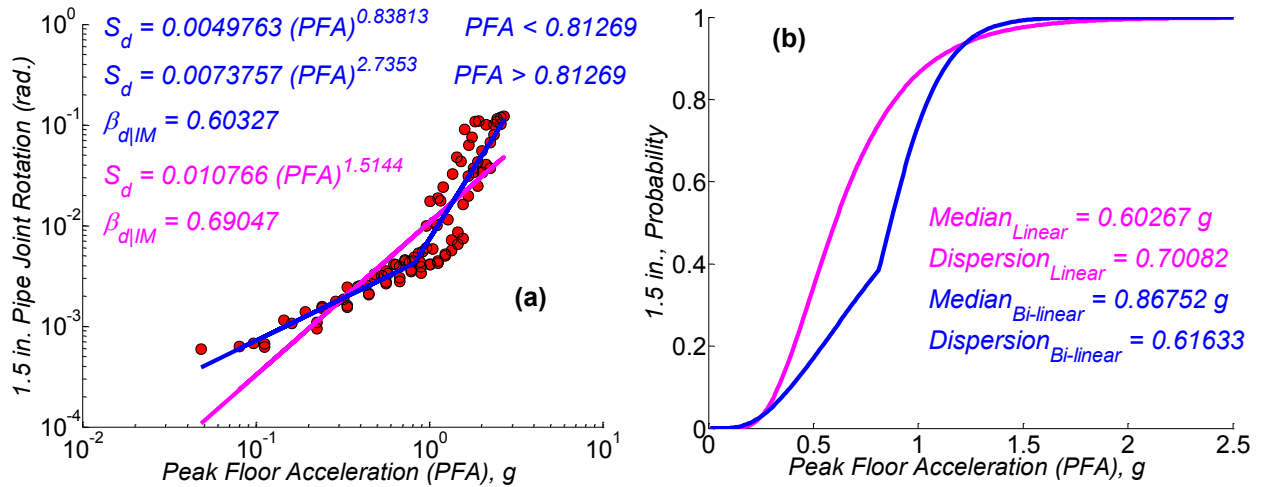 S_d = 0.0049763 (PFA)^0.83813 PFA < 0.81269
S_d = 0.0073757 (PFA)^2.7353 PFA > 0.81269
β_d|IM = 0.60327
S_d = 0.010766 (PFA)^1.5144
β_d|IM = 0.69047
(a)
1.5 in. Pipe Joint Rotation (rad.)
10^0
10^-1
10^-2
10^-3
10^-4
10^-2 10^-1 10^0 10^1
Peak Floor Acceleration (PFA), g
(b)
Median_Linear = 0.60267 g
Dispersion_Linear = 0.70082
Median_Bi-linear = 0.86752 g
Dispersion_Bi-linear = 0.61633
1.5 in., Probability
1
0.8
0.6
0.4
0.2
0
0 0.5 1 1.5 2 2.5
Peak Floor Acceleration (PFA), g